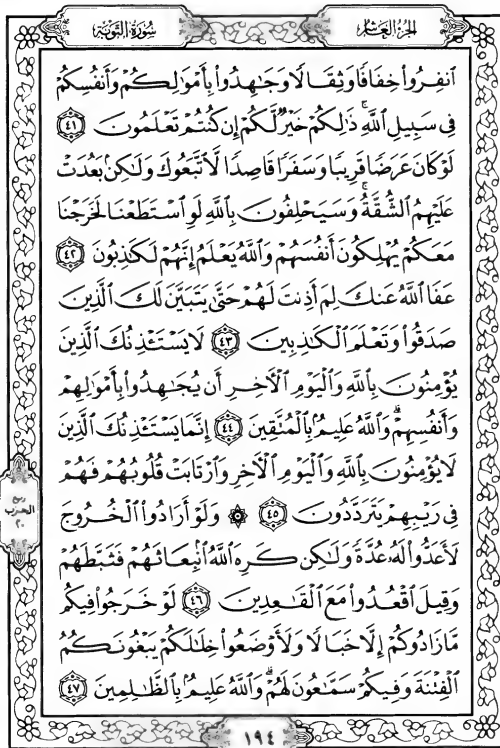 الجزء العاشر
سورة التوبة
ٱنفِرُوا۟ خِفَافًا وَثِقَالًا وَجَٰهِدُوا۟ بِأَمْوَٰلِكُمْ وَأَنفُسِكُمْ
فِى سَبِيلِ ٱللَّهِ ۚ ذَٰلِكُمْ خَيْرٌ لَّكُمْ إِن كُنتُمْ تَعْلَمُونَ ٤١
لَوْ كَانَ عَرَضًا قَرِيبًا وَسَفَرًا قَاصِدًا لَّٱتَّبَعُوكَ وَلَٰكِنۢ بَعُدَتْ
عَلَيْهِمُ ٱلشُّقَّةُ ۚ وَسَيَحْلِفُونَ بِٱللَّهِ لَوِ ٱسْتَطَعْنَا لَخَرَجْنَا
مَعَكُمْ يُهْلِكُونَ أَنفُسَهُمْ وَٱللَّهُ يَعْلَمُ إِنَّهُمْ لَكَٰذِبُونَ ٤٢
عَفَا ٱللَّهُ عَنكَ لِمَ أَذِنتَ لَهُمْ حَتَّىٰ يَتَبَيَّنَ لَكَ ٱلَّذِينَ
صَدَقُوا۟ وَتَعْلَمَ ٱلْكَٰذِبِينَ ٤٣ لَا يَسْتَـْٔذِنُكَ ٱلَّذِينَ
يُؤْمِنُونَ بِٱللَّهِ وَٱلْيَوْمِ ٱلْـَٔاخِرِ أَن يُجَٰهِدُوا۟ بِأَمْوَٰلِهِمْ
وَأَنفُسِهِمْ ۗ وَٱللَّهُ عَلِيمٌۢ بِٱلْمُتَّقِينَ ٤٤ إِنَّمَا يَسْتَـْٔذِنُكَ ٱلَّذِينَ
لَا يُؤْمِنُونَ بِٱللَّهِ وَٱلْيَوْمِ ٱلْـَٔاخِرِ وَٱرْتَابَتْ قُلُوبُهُمْ فَهُمْ
فِى رَيْبِهِمْ يَتَرَدَّدُونَ ٤٥ ۞ وَلَوْ أَرَادُوا۟ ٱلْخُرُوجَ
لَأَعَدُّوا۟ لَهُۥ عُدَّةً وَلَٰكِن كَرِهَ ٱللَّهُ ٱنۢبِعَاثَهُمْ فَثَبَّطَهُمْ
وَقِيلَ ٱقْعُدُوا۟ مَعَ ٱلْقَٰعِدِينَ ٤٦ لَوْ خَرَجُوا۟ فِيكُم
مَّا زَادُوكُمْ إِلَّا خَبَالًا وَلَأَوْضَعُوا۟ خِلَٰلَكُمْ يَبْغُونَكُمُ
ٱلْفِتْنَةَ وَفِيكُمْ سَمَّٰعُونَ لَهُمْ ۗ وَٱللَّهُ عَلِيمٌۢ بِٱلظَّٰلِمِينَ ٤٧
ربع
الحزب
٢٠
١٩٤